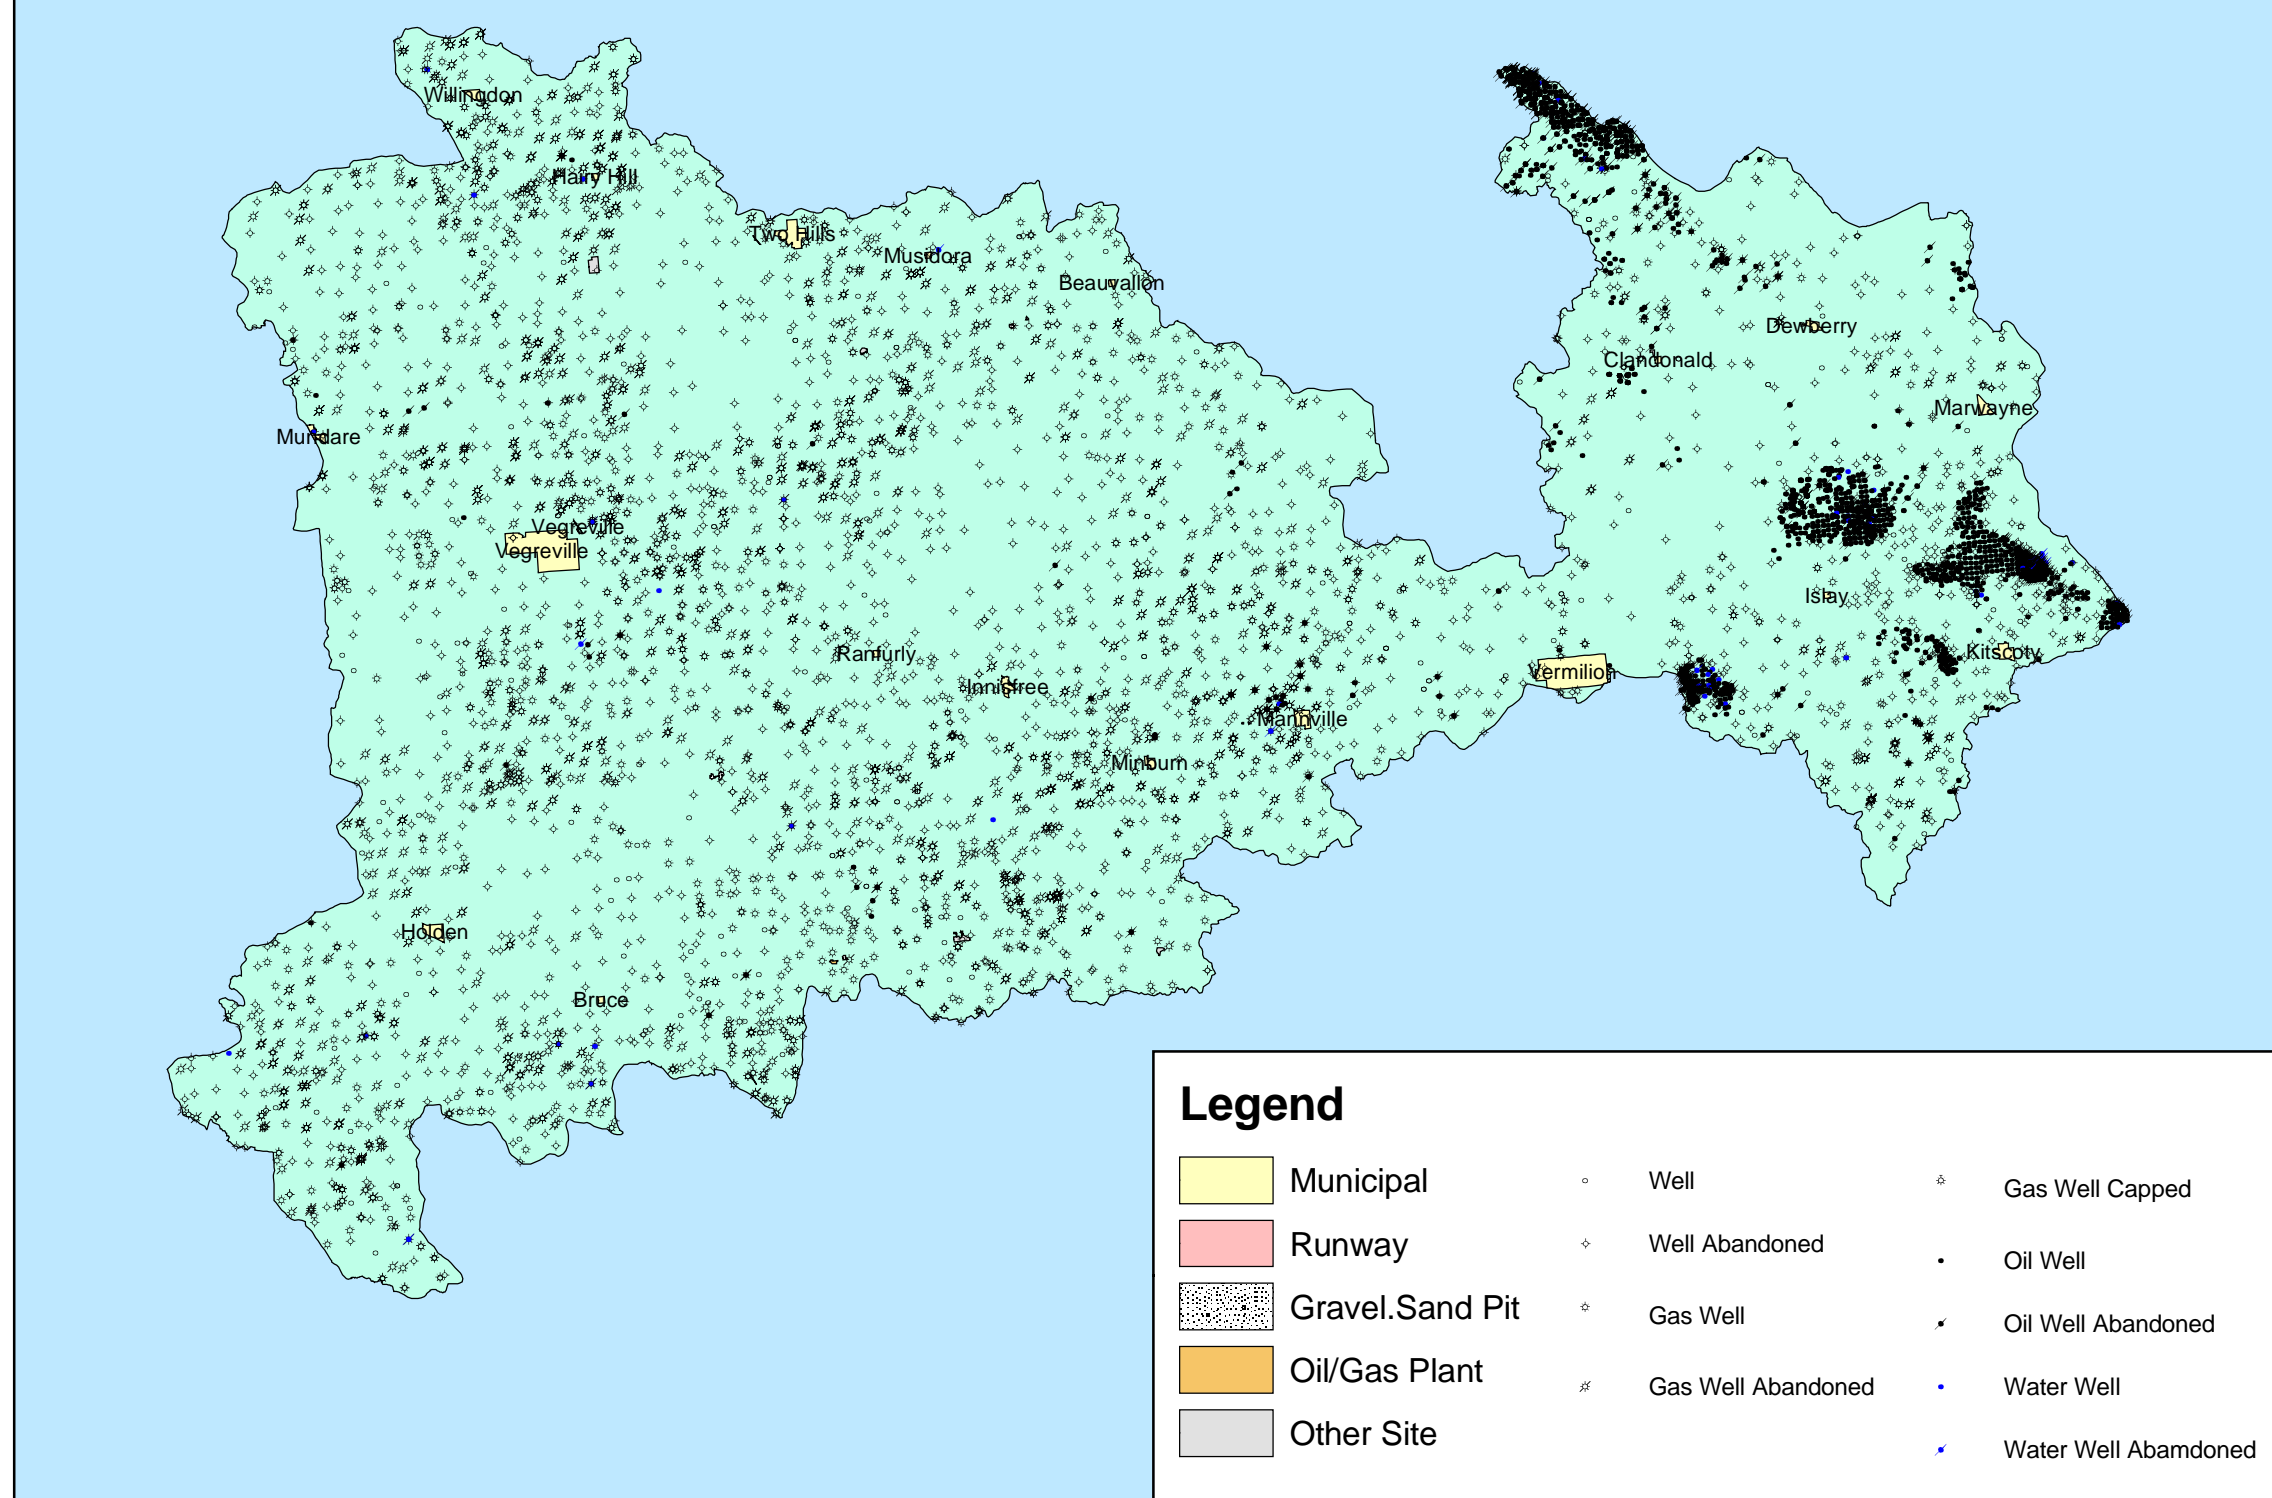 Willingdon
Hairy Hill
Two Hills
Musidora
Beauvallon
Dewberry
Clandonald
Marwayne
Mundare
Vegreville
Vegreville
Islay
Ranfurly
Kitscoty
Vermilion
Innisfree
Mannville
Minburn
Holden
Bruce
Legend
Municipal
Runway
Gravel.Sand Pit
Oil/Gas Plant
Other Site
Well
Well Abandoned
Gas Well
Gas Well Abandoned
Gas Well Capped
Oil Well
Oil Well Abandoned
Water Well
Water Well Abamdoned